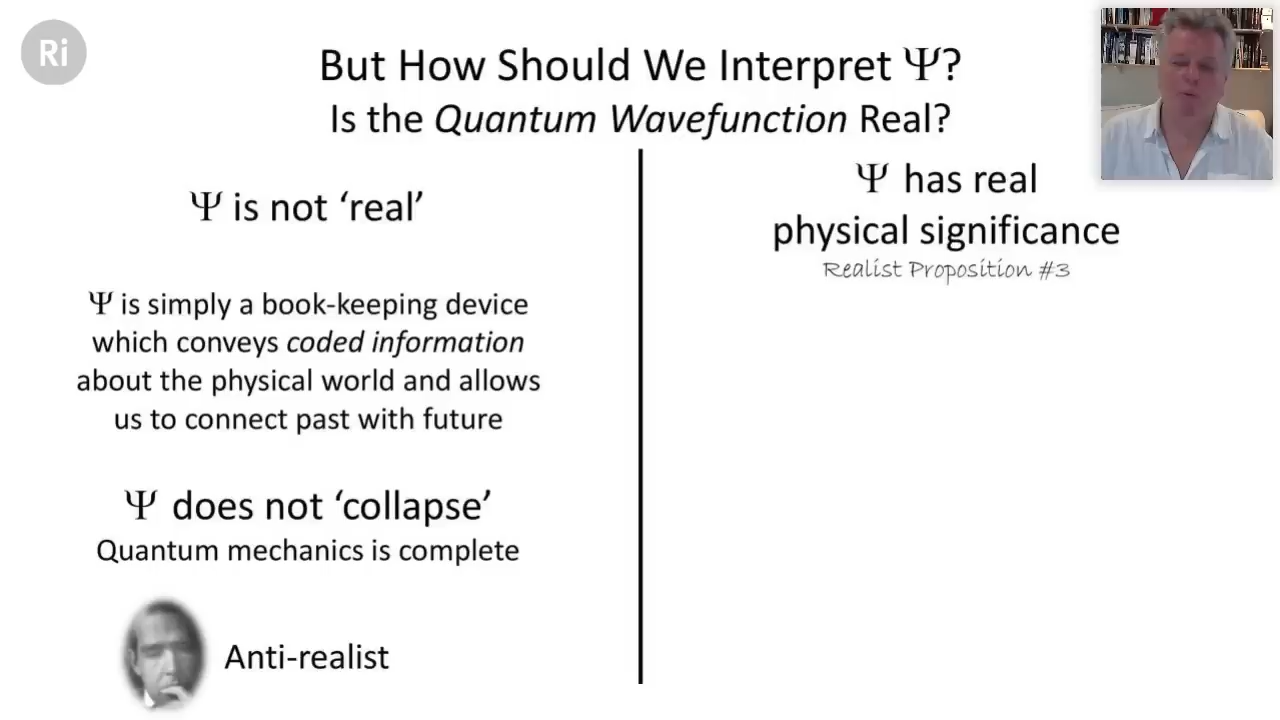 Ri
But How Should We Interpret Ψ?
Is the Quantum Wavefunction Real?
Ψ is not ‘real’
Ψ is simply a book-keeping device
which conveys coded information
about the physical world and allows
us to connect past with future
Ψ does not ‘collapse’
Quantum mechanics is complete
Anti-realist
Ψ has real
physical significance
Realist Proposition #3